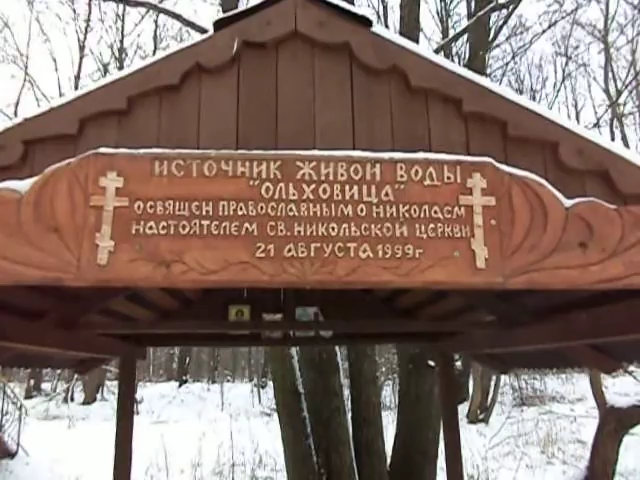 ИСТОЧНИК ЖИВОЙ ВОДЫ
"ОЛЬХОВИЦА"
ОСВЯЩЕН ПРАВОСЛАВНЫМ О НИКОЛАЕМ
НАСТОЯТЕЛЕМ СВ. НИКОЛЬСКОЙ ЦЕРКВИ
21 АВГУСТА 1999г